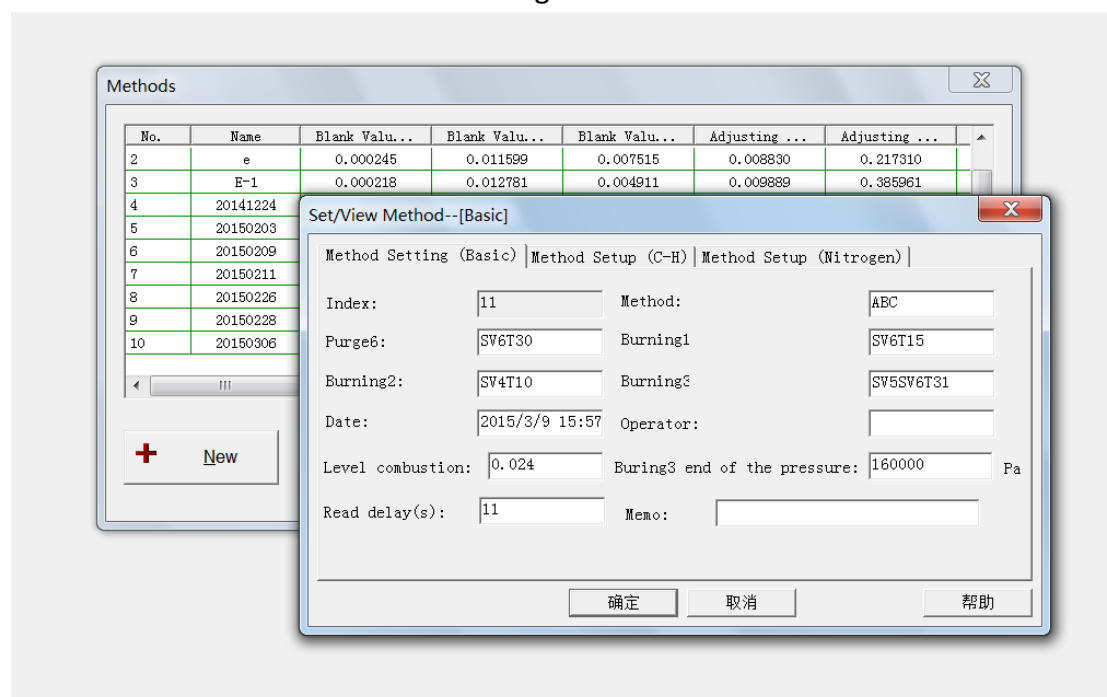 Methods
No. Name Blank Valu... Blank Valu... Blank Valu... Adjusting ... Adjusting ...
2 e 0.000245 0.011599 0.007515 0.008830 0.217310
3 E-1 0.000218 0.012781 0.004911 0.009889 0.385961
4 20141224
5 20150203
6 20150209
7 20150211
8 20150226
9 20150228
10 20150306
New
Set/View Method--[Basic]
Method Setting (Basic) Method Setup (C-H) Method Setup (Nitrogen)
Index: 11 Method: ABC
Purge6: SV6T30 Burning1 SV6T15
Burning2: SV4T10 Burning3 SV5SV6T31
Date: 2015/3/9 15:57 Operator:
Level combustion: 0.024 Buring3 end of the pressure: 160000 Pa
Read delay(s): 11 Memo:
确定 取消 帮助